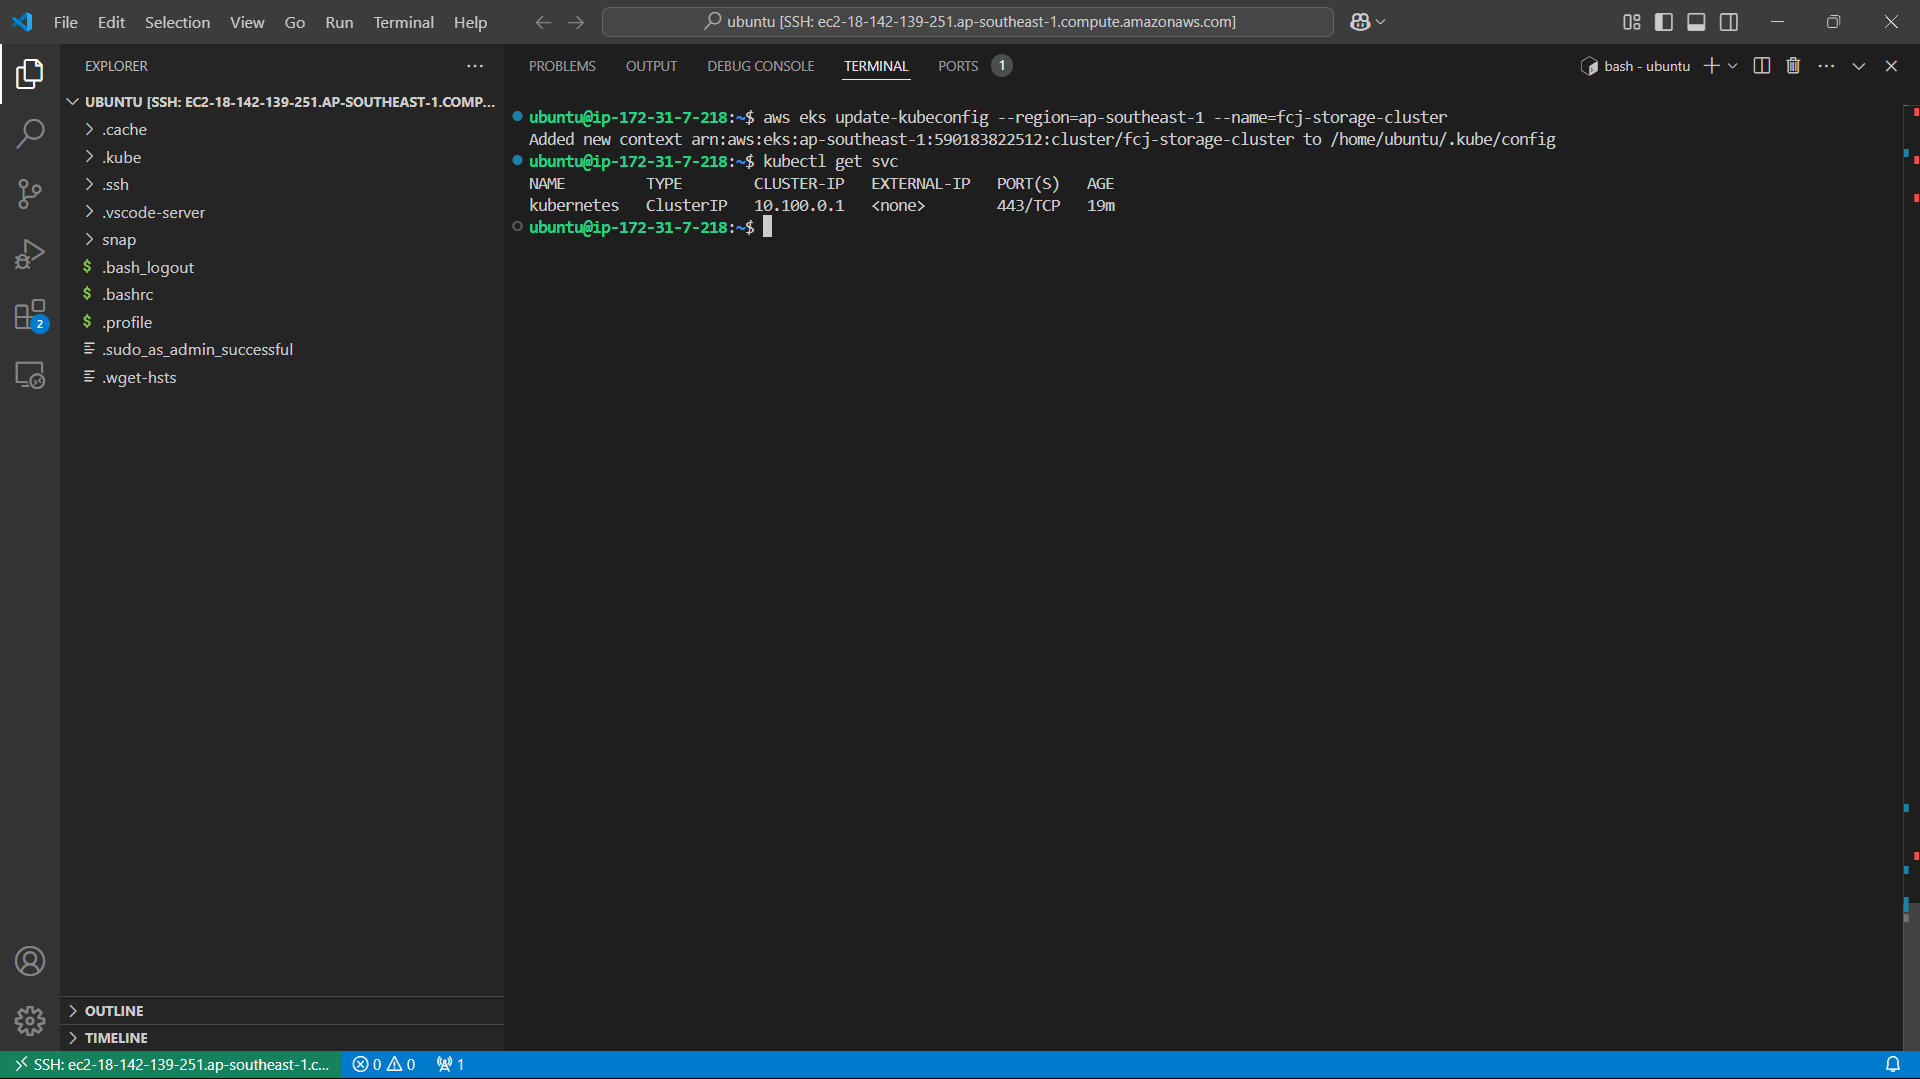 File Edit Selection View Go Run Terminal Help
ubuntu [SSH: ec2-18-142-139-251.ap-southeast-1.compute.amazonaws.com]
EXPLORER
UBUNTU [SSH: EC2-18-142-139-251.AP-SOUTHEAST-1.COMP...
.cache
.kube
.ssh
.vscode-server
snap
$ .bash_logout
$ .bashrc
$ .profile
.sudo_as_admin_successful
.wget-hsts
2
OUTLINE
TIMELINE
PROBLEMS OUTPUT DEBUG CONSOLE TERMINAL PORTS 1
bash - ubuntu
ubuntu@ip-172-31-7-218:~$ aws eks update-kubeconfig --region=ap-southeast-1 --name=fcj-storage-cluster
Added new context arn:aws:eks:ap-southeast-1:590183822512:cluster/fcj-storage-cluster to /home/ubuntu/.kube/config
ubuntu@ip-172-31-7-218:~$ kubectl get svc
NAME TYPE CLUSTER-IP EXTERNAL-IP PORT(S) AGE
kubernetes ClusterIP 10.100.0.1 <none> 443/TCP 19m
ubuntu@ip-172-31-7-218:~$
SSH: ec2-18-142-139-251.ap-southeast-1.c... 0 0 1